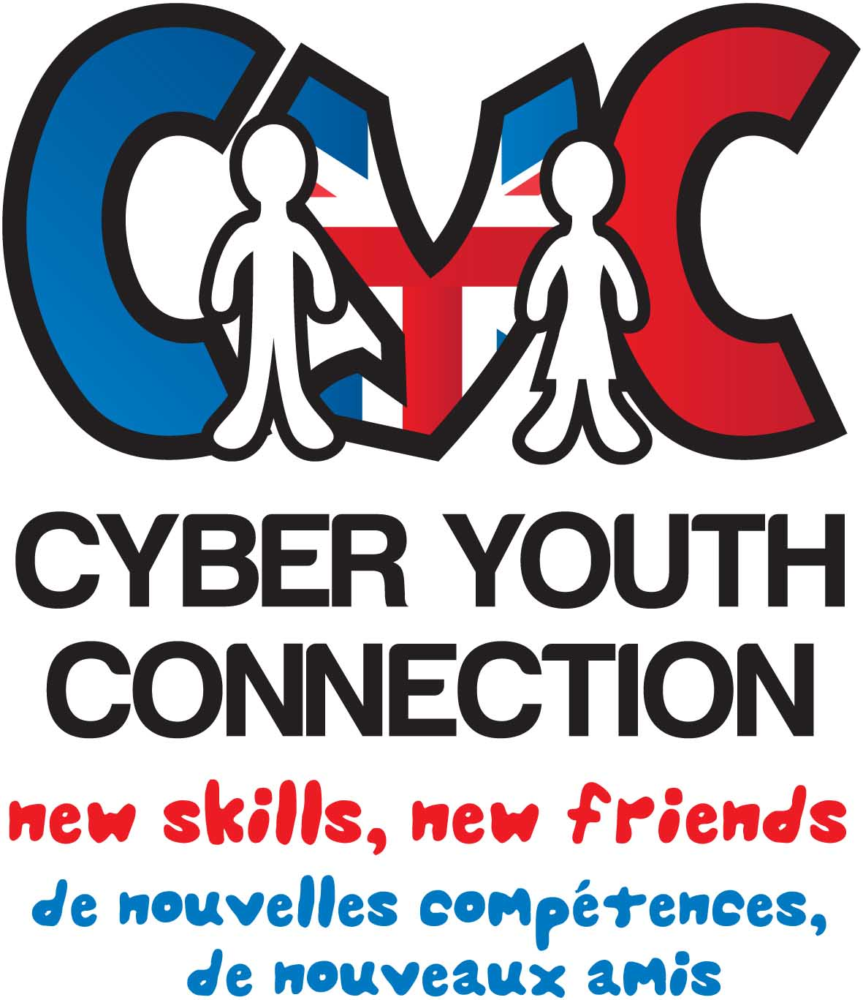 CYC
CYBER YOUTH
CONNECTION
new skills, new friends
de nouvelles compétences,
de nouveaux amis